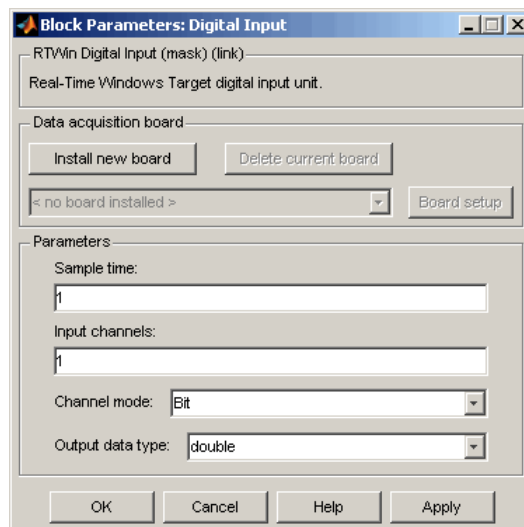 Block Parameters: Digital Input
RTWin Digital Input (mask) (link)
Real-Time Windows Target digital input unit.
Data acquisition board
Install new board Delete current board
< no board installed > Board setup
Parameters
Sample time:
1
Input channels:
1
Channel mode: Bit
Output data type: double
OK Cancel Help Apply